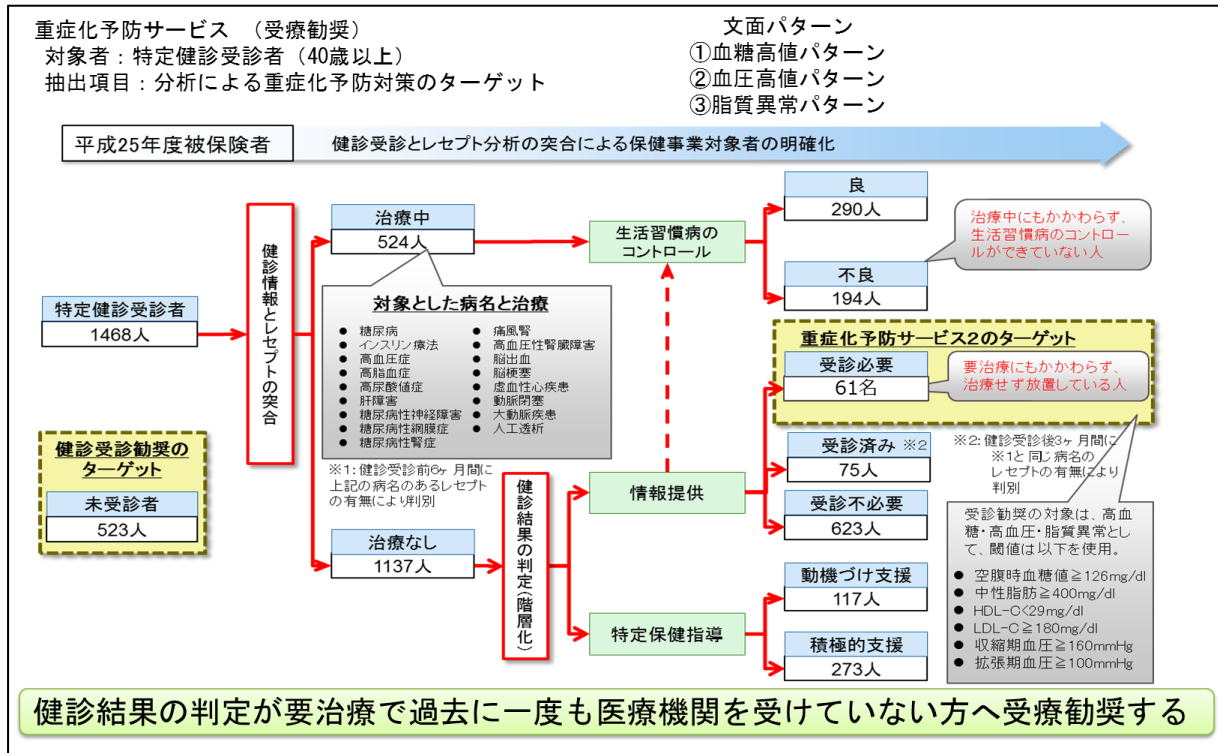 重症化予防サービス （受療勧奨）
対象者：特定健診受診者（40歳以上）
抽出項目：分析による重症化予防対策のターゲット
文面パターン
①血糖高値パターン
②血圧高値パターン
③脂質異常パターン
平成25年度被保険者
健診受診とレセプト分析の突合による保健事業対象者の明確化
特定健診受診者
1468人
健診受診勧奨の
ターゲット
未受診者
523人
健診情報とレセプトの突合
治療中
524人
対象とした病名と治療
● 糖尿病
● インスリン療法
● 高血圧症
● 高脂血症
● 高尿酸値症
● 肝障害
● 糖尿病性神経障害
● 糖尿病性網膜症
● 糖尿病性腎症
● 痛風腎
● 高血圧性腎臓障害
● 脳出血
● 脳梗塞
● 虚血性心疾患
● 動脈閉塞
● 大動脈疾患
● 人工透析
※1：健診受診前6ヶ月間に
上記の病名のあるレセプト
の有無により判別
治療なし
1137人
健診結果の判定（階層化）
生活習慣病の
コントロール
情報提供
特定保健指導
良
290人
不良
194人
治療中にもかかわらず、
生活習慣病のコントロー
ルができていない人
重症化予防サービス2のターゲット
受診必要
61名
要治療にもかかわらず、
治療せず放置している人
受診済み ※2
75人
※2：健診受診後3ヶ月間に
※1と同じ病名の
レセプトの有無により
判別
受診不必要
623人
動機づけ支援
117人
積極的支援
273人
受診勧奨の対象は、高血
糖・高血圧・脂質異常とし
て、閾値は以下を使用。
● 空腹時血糖値≧126mg/dl
● 中性脂肪≧400mg/dl
● HDL-C<29mg/dl
● LDL-C≧180mg/dl
● 収縮期血圧≧160mmHg
● 拡張期血圧≧100mmHg
健診結果の判定が要治療で過去に一度も医療機関を受けていない方へ受療勧奨する